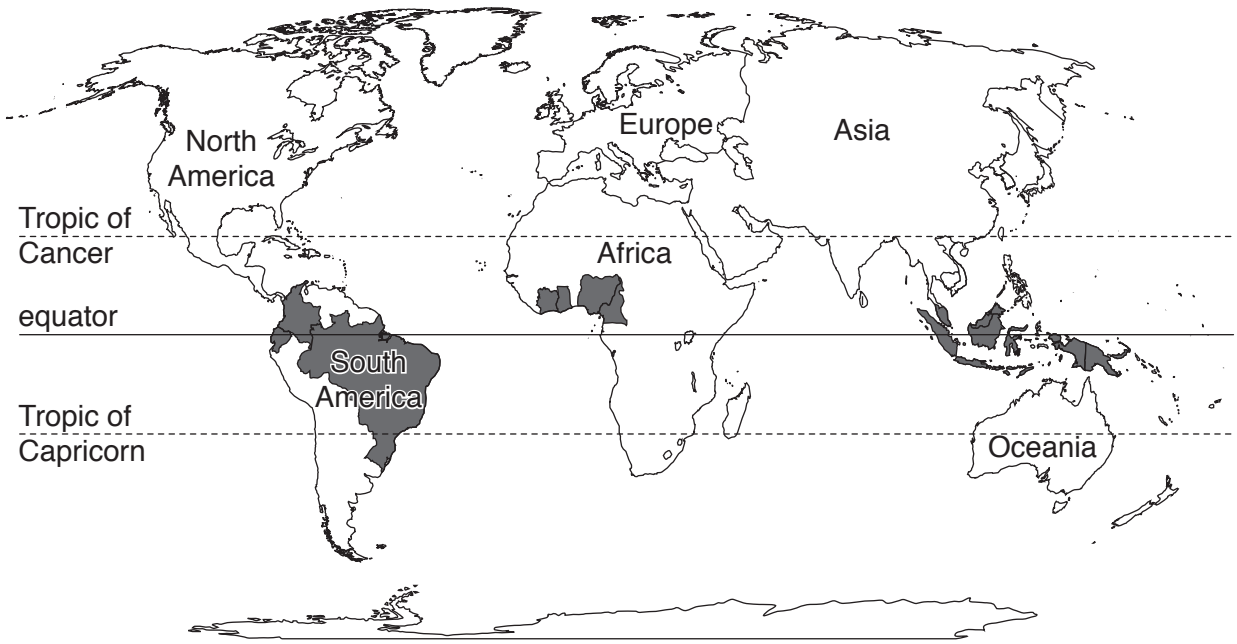 North
America
Europe
Asia
Tropic of
Cancer
Africa
equator
South
America
Tropic of
Capricorn
Oceania